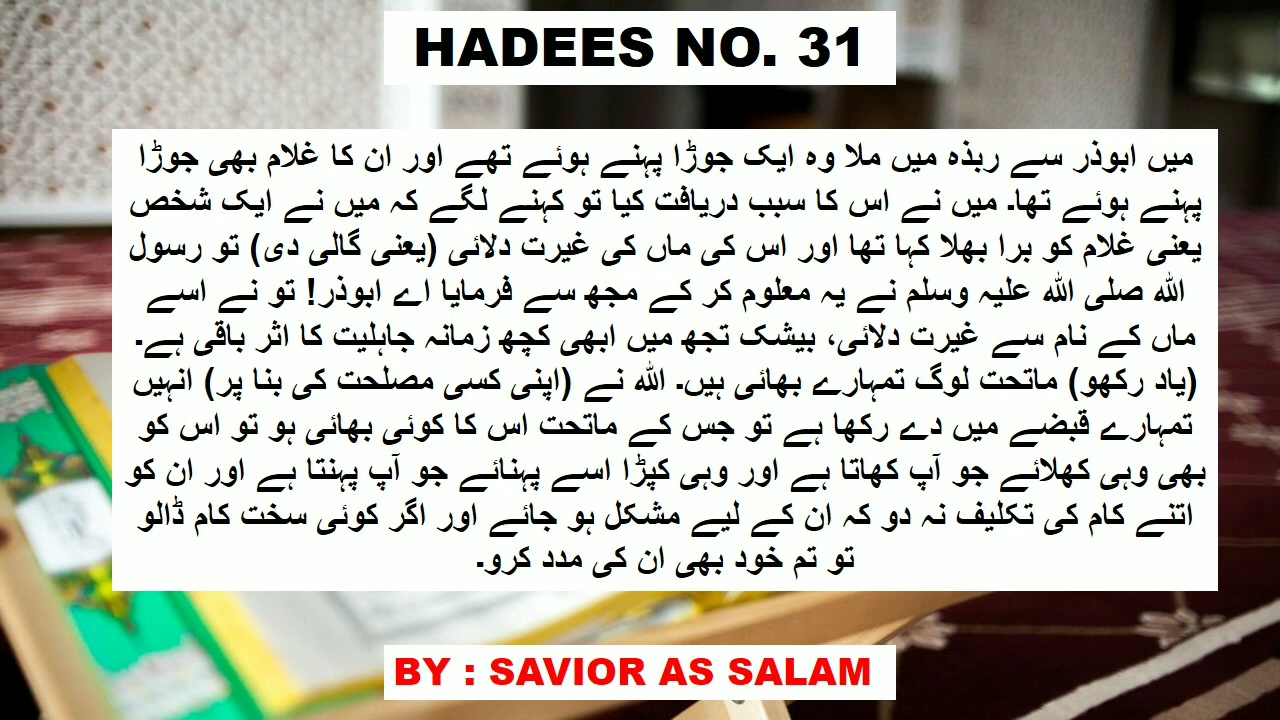 HADEES NO. 31
میں ابوذر سے ربذہ میں ملا وہ ایک جوڑا پہنے ہوئے تھے اور ان کا غلام بھی جوڑا
پہنے ہوئے تھا۔ میں نے اس کا سبب دریافت کیا تو کہنے لگے کہ میں نے ایک شخص
یعنی غلام کو برا بھلا کہا تھا اور اس کی ماں کی غیرت دلائی (یعنی گالی دی) تو رسول
اللہ صلی اللہ علیہ وسلم نے یہ معلوم کر کے مجھ سے فرمایا اے ابوذر! تو نے اسے
ماں کے نام سے غیرت دلائی، بیشک تجھ میں ابھی کچھ زمانہ جاہلیت کا اثر باقی ہے۔
(یاد رکھو) ماتحت لوگ تمہارے بھائی ہیں۔ اللہ نے (اپنی کسی مصلحت کی بنا پر) انہیں
تمہارے قبضے میں دے رکھا ہے تو جس کے ماتحت اس کا کوئی بھائی ہو تو اس کو
بھی وہی کھلائے جو آپ کھاتا ہے اور وہی کپڑا اسے پہنائے جو آپ پہنتا ہے اور ان کو
اتنے کام کی تکلیف نہ دو کہ ان کے لیے مشکل ہو جائے اور اگر کوئی سخت کام ڈالو
تو تم خود بھی ان کی مدد کرو۔
BY : SAVIOR AS SALAM